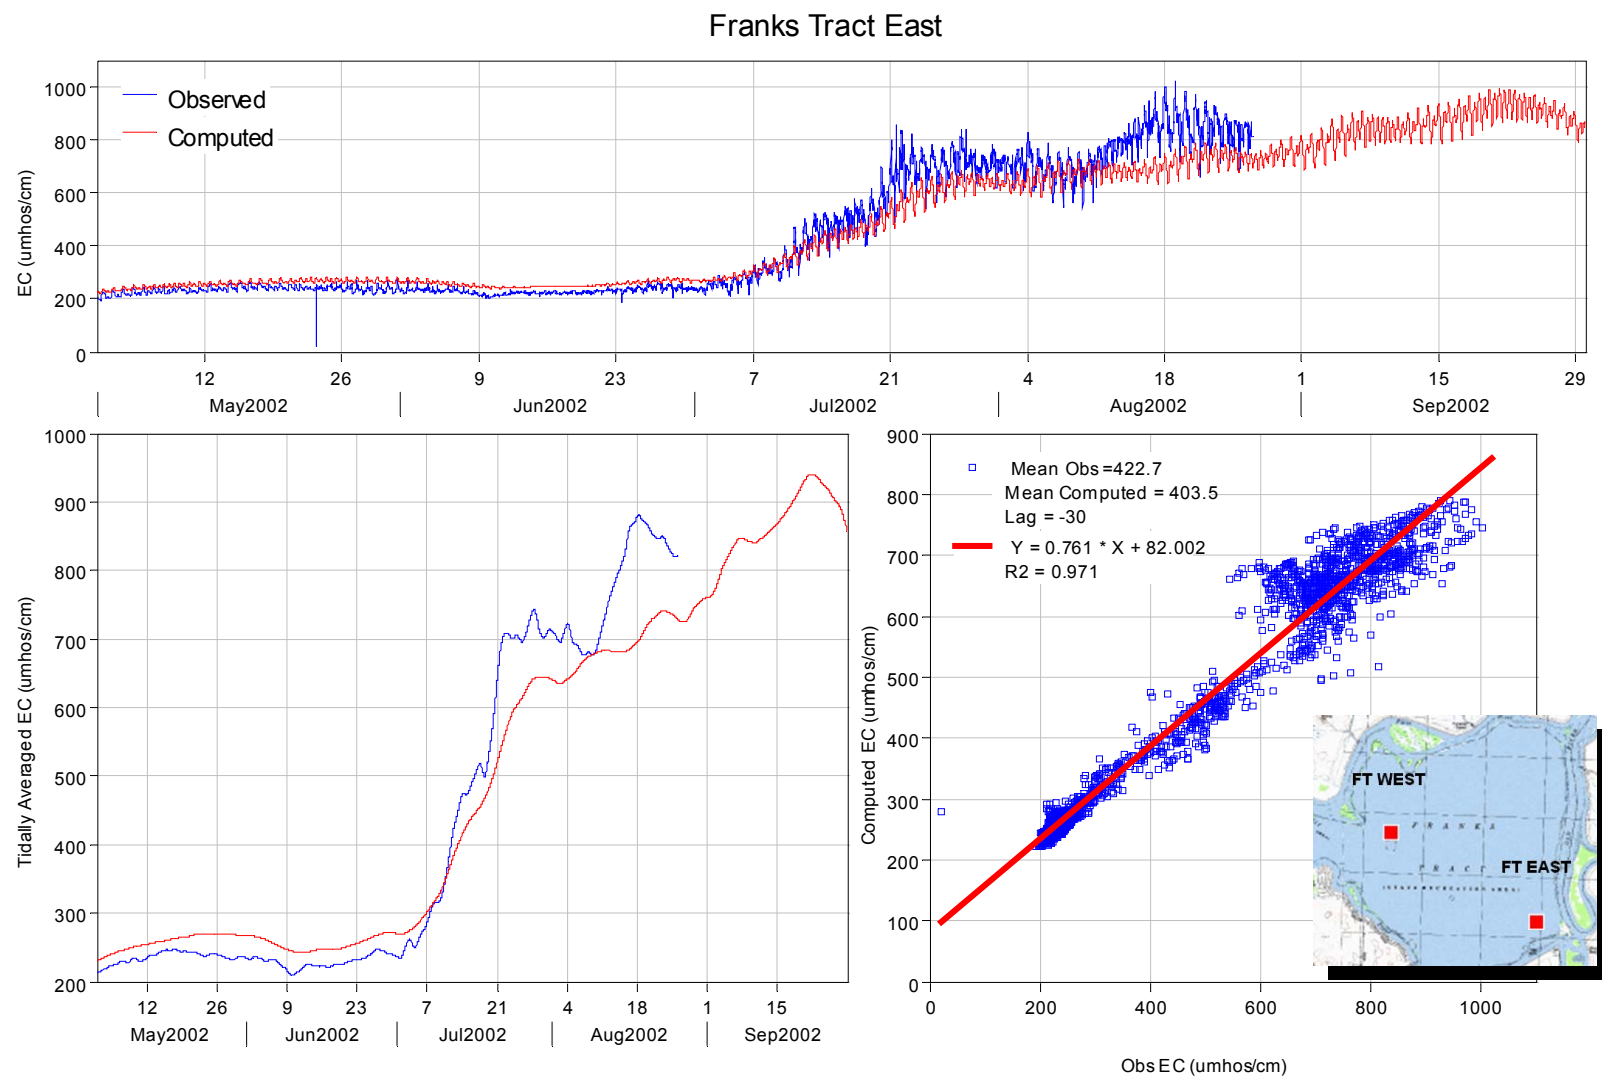 Franks Tract East
1000
800
600
400
200
0
EC (umhos/cm)
Observed
Computed
12 26 9 23 7 21 4 18 1 15 29
May2002 Jun2002 Jul2002 Aug2002 Sep2002
1000
900
800
700
600
500
400
300
200
Tidally Averaged EC (umhos/cm)
12 26 9 23 7 21 4 18 1 15
May2002 Jun2002 Jul2002 Aug2002 Sep2002
900
800
700
600
500
400
300
200
100
0
Computed EC (umhos/cm)
Mean Obs =422.7
Mean Computed = 403.5
Lag = -30
Y = 0.761 * X + 82.002
R2 = 0.971
0 200 400 600 800 1000
Obs EC (umhos/cm)
FT WEST
FRANKS
FT EAST
TRACT